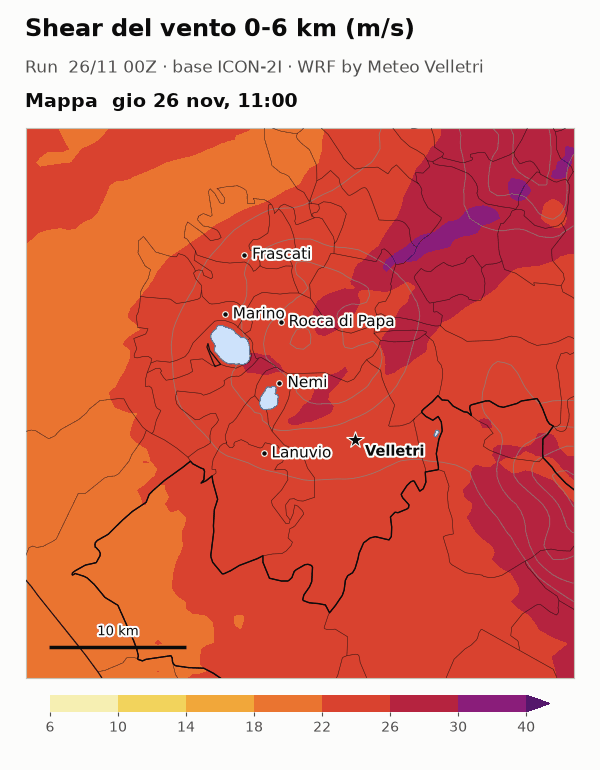 Shear del vento 0-6 km (m/s)
Run  26/11 00Z · base ICON-2I · WRF by Meteo Velletri
Mappa  gio 26 nov, 11:00
Frascati
Marino
Rocca di Papa
Nemi
Velletri
Lanuvio
10 km
6 10 14 18 22 26 30 40